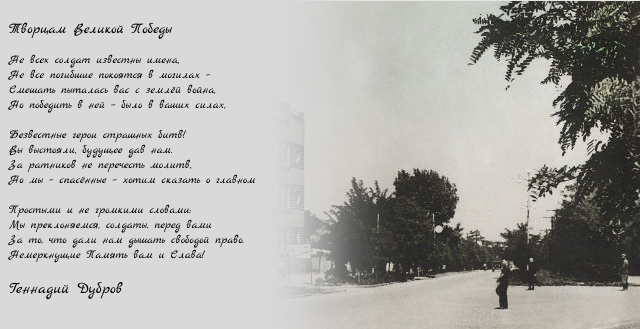 Творцам Великой Победы
Не всех солдат известны имена,
Не все погибшие покоятся в могилах -
Смешать пыталась вас с землёй война,
Но победить в ней - было в ваших силах,
Безвестные герои страшных битв!
Вы выстояли, будущее дав нам.
За ратников не перечесть молитв,
Но мы - спасённые - хотим сказать о главном
Простыми и не громкими словами:
Мы преклоняемся, солдаты, перед вами
За то, что дали нам дышать свободой право.
Немеркнущие Память вам и Слава!
Геннадий Дубров